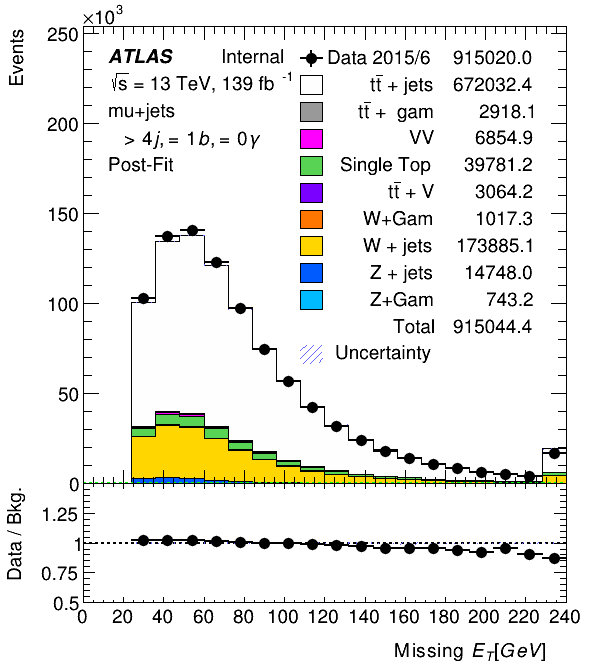 ×10³
Events
250
200
150
100
50
0
ATLAS Internal
√s = 13 TeV, 139 fb⁻¹
mu+jets
> 4j, = 1b, = 0γ
Post-Fit
Data 2015/6 915020.0
tt̄ + jets 672032.4
tt̄ + gam 2918.1
VV 6854.9
Single Top 39781.2
tt̄ + V 3064.2
W+Gam 1017.3
W + jets 173885.1
Z + jets 14748.0
Z+Gam 743.2
Total 915044.4
Uncertainty
Data / Bkg.
1.25
1
0.75
0.5
0 20 40 60 80 100 120 140 160 180 200 220 240
Missing E_T[GeV]